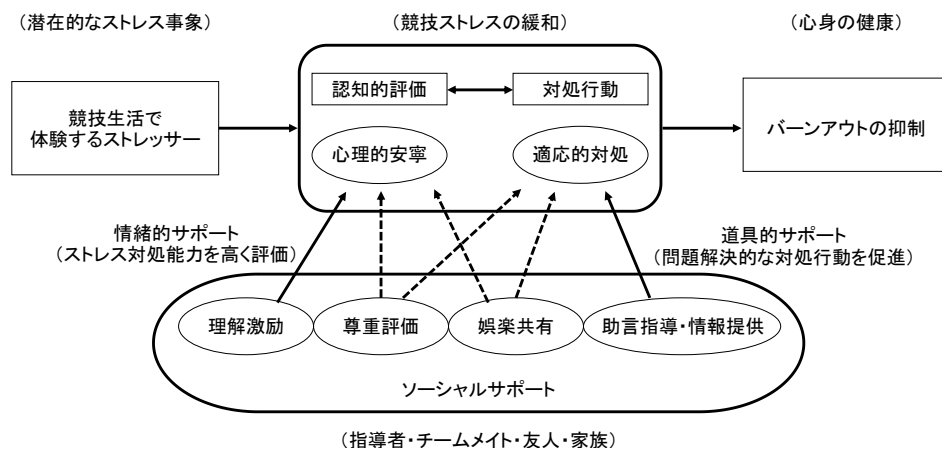 （潜在的なストレス事象）
（競技ストレスの緩和）
（心身の健康）
競技生活で
体験するストレッサー
認知的評価
対処行動
心理的安寧
適応的対処
バーンアウトの抑制
情緒的サポート
（ストレス対処能力を高く評価）
道具的サポート
（問題解決的な対処行動を促進）
理解激励
尊重評価
娯楽共有
助言指導・情報提供
ソーシャルサポート
（指導者・チームメイト・友人・家族）